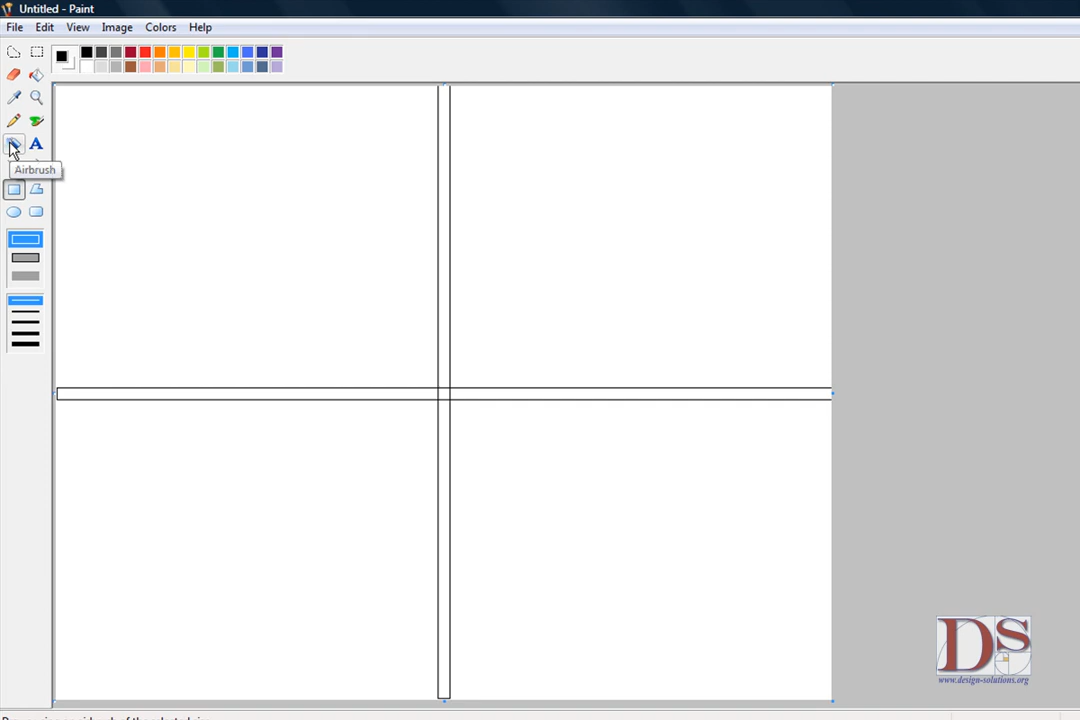 Untitled - Paint
File Edit View Image Colors Help
A
Airbrush
DS
www.design-solutions.org